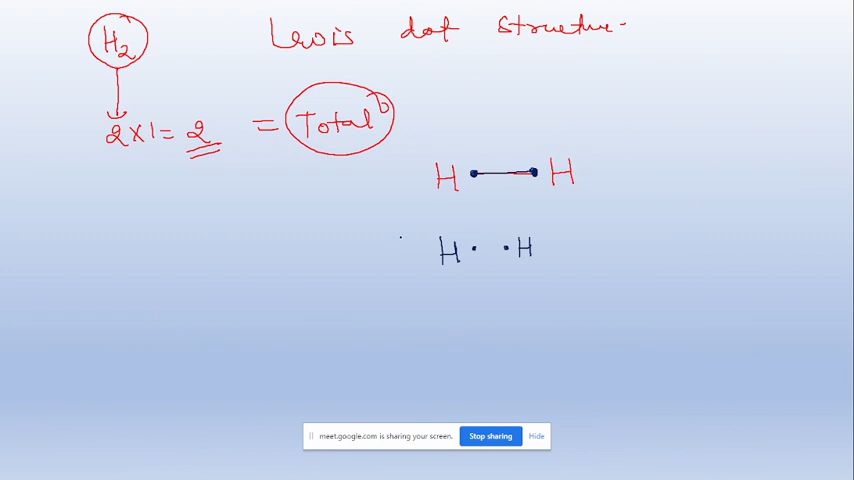 H2
Lewis dot structure
2 x 1 = 2 = Total
H H
H . . H
meet.google.com is sharing your screen. Stop sharing Hide